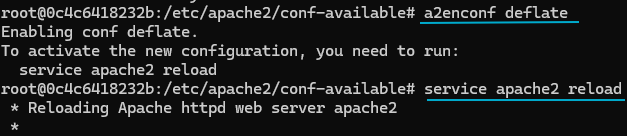 root@0c4c6418232b:/etc/apache2/conf-available# a2enconf deflate
Enabling conf deflate.
To activate the new configuration, you need to run:
  service apache2 reload
root@0c4c6418232b:/etc/apache2/conf-available# service apache2 reload
 * Reloading Apache httpd web server apache2
 *